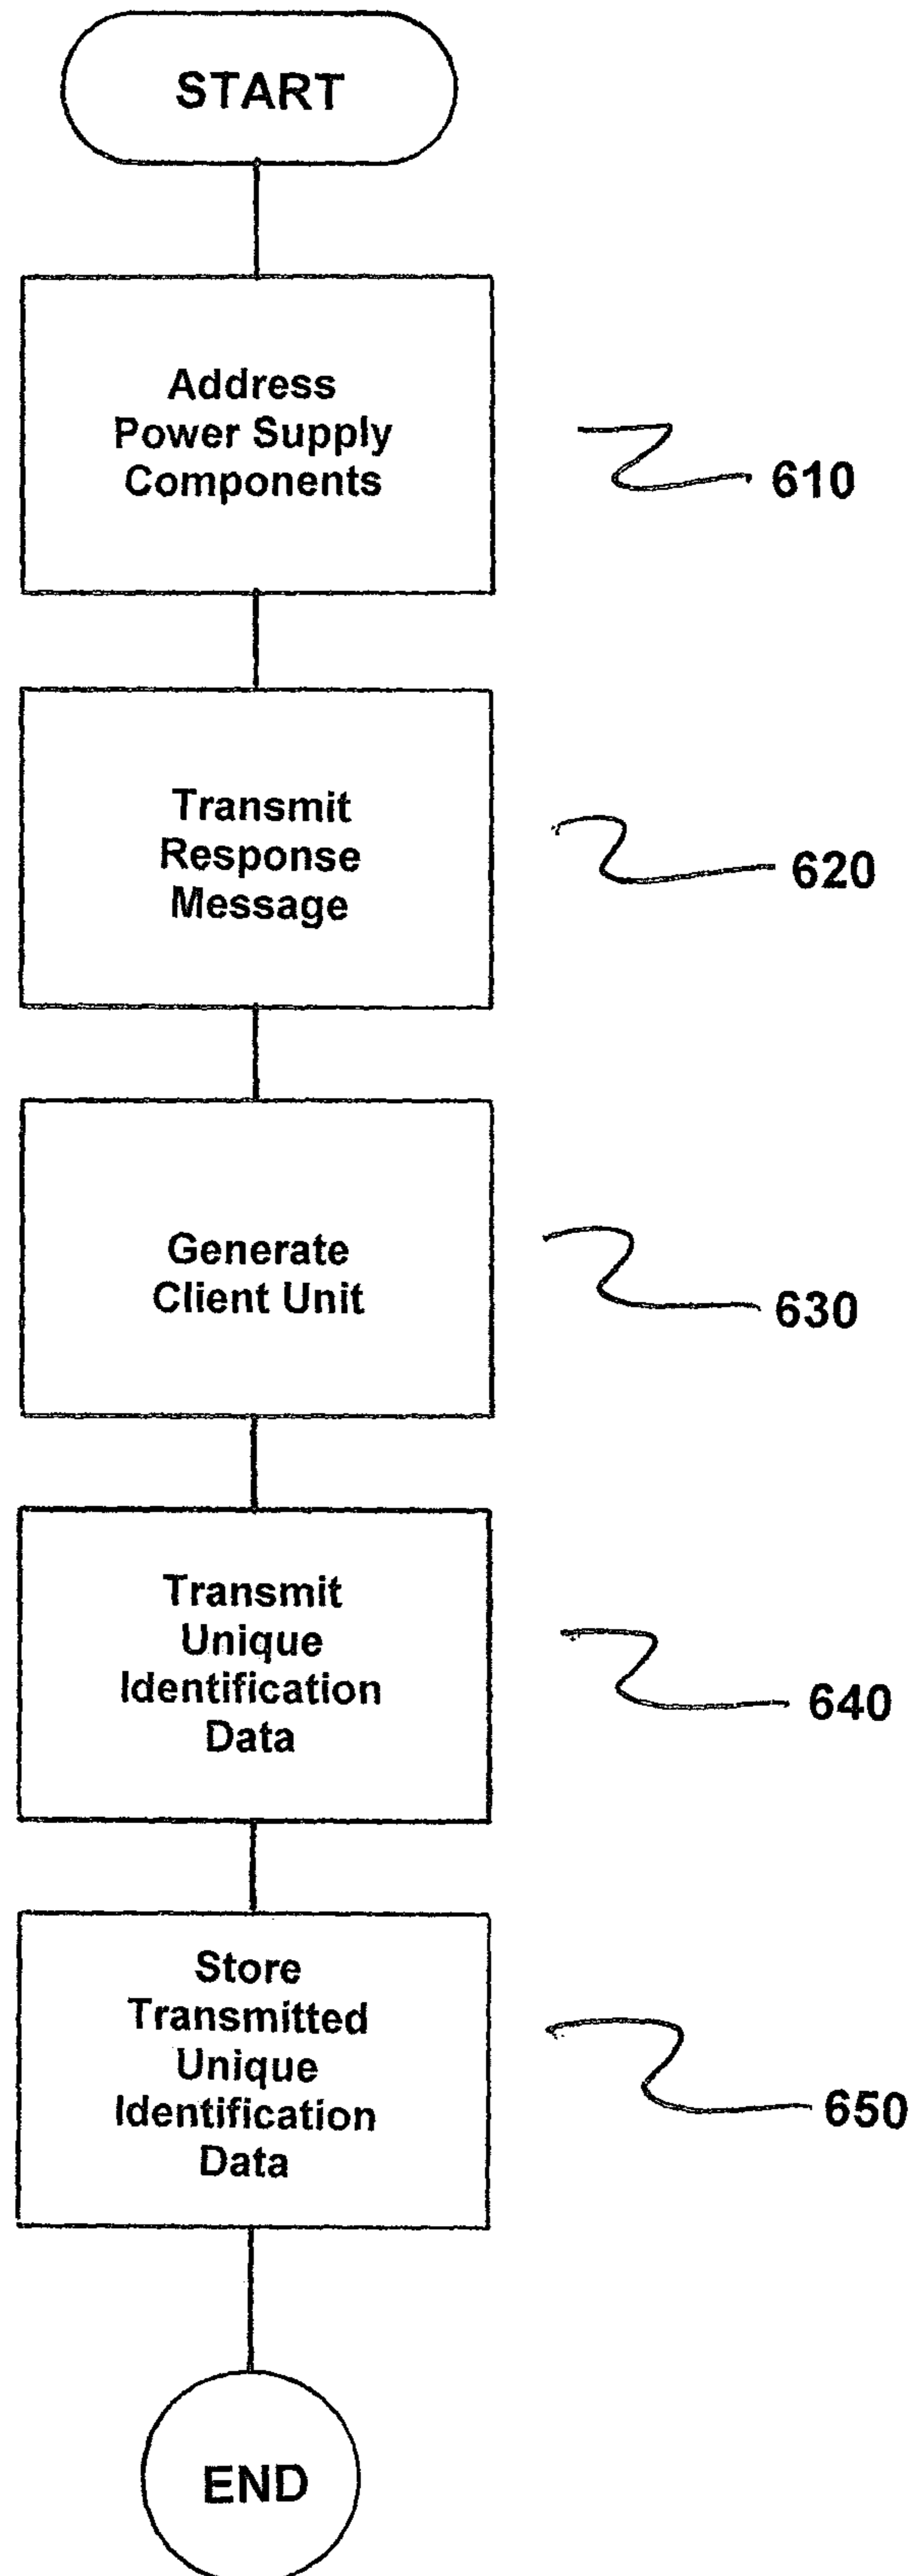 START
Address
Power Supply
Components
610
Transmit
Response
Message
620
Generate
Client Unit
630
Transmit
Unique
Identification
Data
640
Store
Transmitted
Unique
Identification
Data
650
END